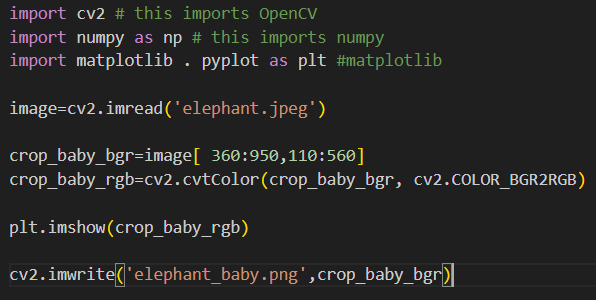 import cv2 # this imports OpenCV
import numpy as np # this imports numpy
import matplotlib . pyplot as plt #matplotlib
image=cv2.imread('elephant.jpeg')
crop_baby_bgr=image[ 360:950,110:560]
crop_baby_rgb=cv2.cvtColor(crop_baby_bgr, cv2.COLOR_BGR2RGB)
plt.imshow(crop_baby_rgb)
cv2.imwrite('elephant_baby.png',crop_baby_bgr)